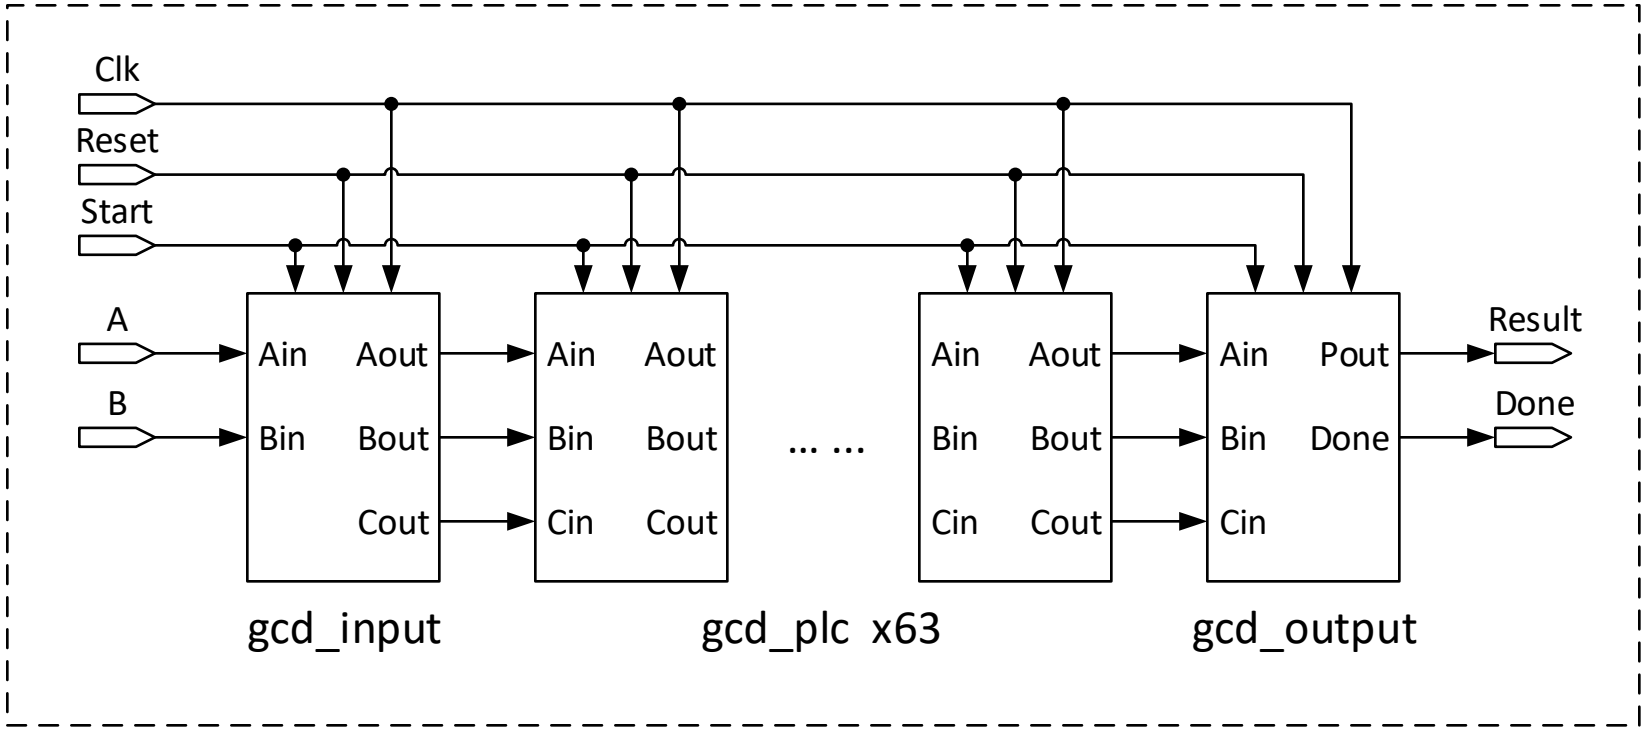 Clk
Reset
Start
A
B
Ain Aout Ain Aout Ain Aout Ain Pout Result
Bin Bout Bin Bout ... ... Bin Bout Bin Done Done
Cout Cin Cout Cin Cout Cin
gcd_input gcd_plc x63 gcd_output